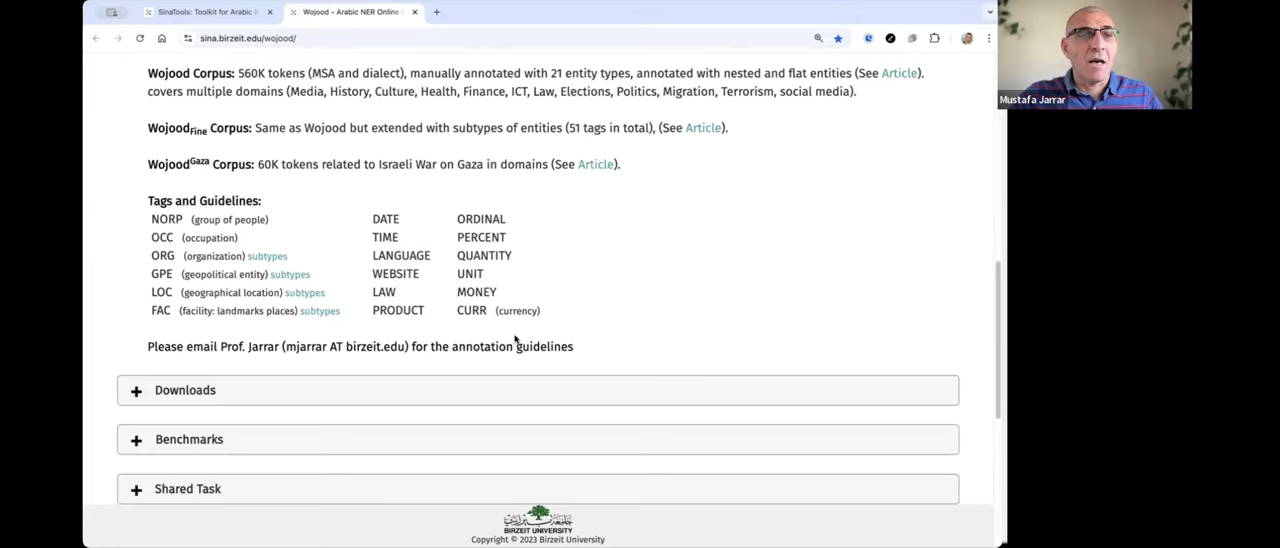 SinaTools: Toolkit for Arabic
Wojood - Arabic NER Online
sina.birzeit.edu/wojood/
Mustafa Jarrar
Wojood Corpus: 560K tokens (MSA and dialect), manually annotated with 21 entity types, annotated with nested and flat entities (See Article).
covers multiple domains (Media, History, Culture, Health, Finance, ICT, Law, Elections, Politics, Migration, Terrorism, social media).
WojoodFine Corpus: Same as Wojood but extended with subtypes of entities (51 tags in total), (See Article).
WojoodGaza Corpus: 60K tokens related to Israeli War on Gaza in domains (See Article).
Tags and Guidelines:
NORP (group of people) DATE ORDINAL
OCC (occupation) TIME PERCENT
ORG (organization) subtypes LANGUAGE QUANTITY
GPE (geopolitical entity) subtypes WEBSITE UNIT
LOC (geographical location) subtypes LAW MONEY
FAC (facility: landmarks places) subtypes PRODUCT CURR (currency)
Please email Prof. Jarrar (mjarrar AT birzeit.edu) for the annotation guidelines
Downloads
Benchmarks
Shared Task
جامعة بيرزيت
BIRZEIT UNIVERSITY
Copyright © 2023 Birzeit University